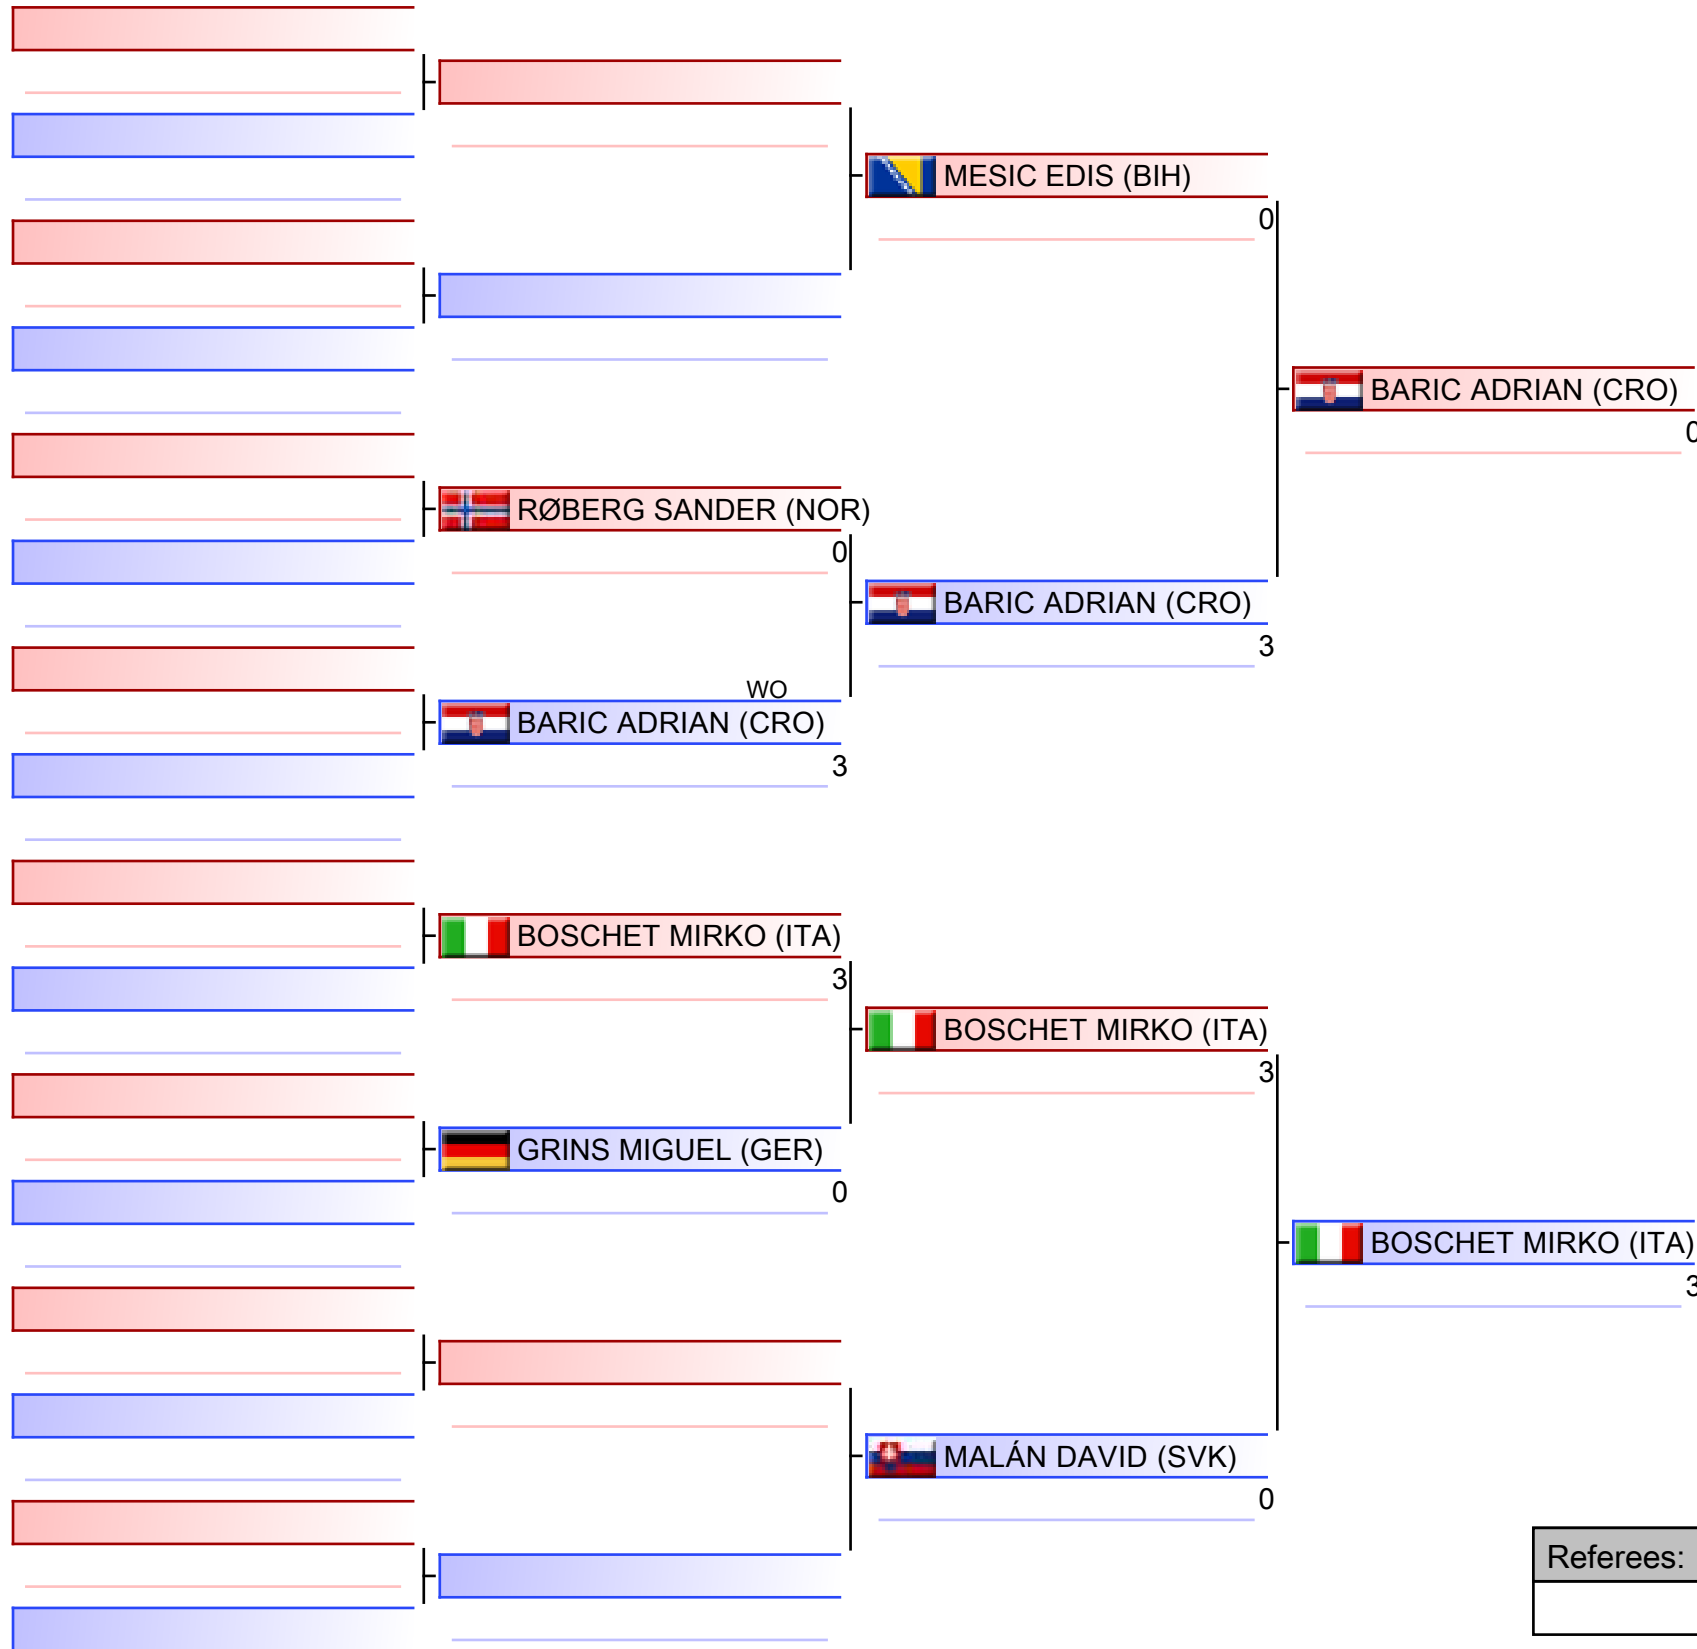 MESIC EDIS (BIH)
0
BARIC ADRIAN (CRO)
0
RØBERG SANDER (NOR)
0
BARIC ADRIAN (CRO)
3
WO
BARIC ADRIAN (CRO)
3
BOSCHET MIRKO (ITA)
3
BOSCHET MIRKO (ITA)
3
GRINS MIGUEL (GER)
0
BOSCHET MIRKO (ITA)
3
MALÁN DAVID (SVK)
0
Referees: